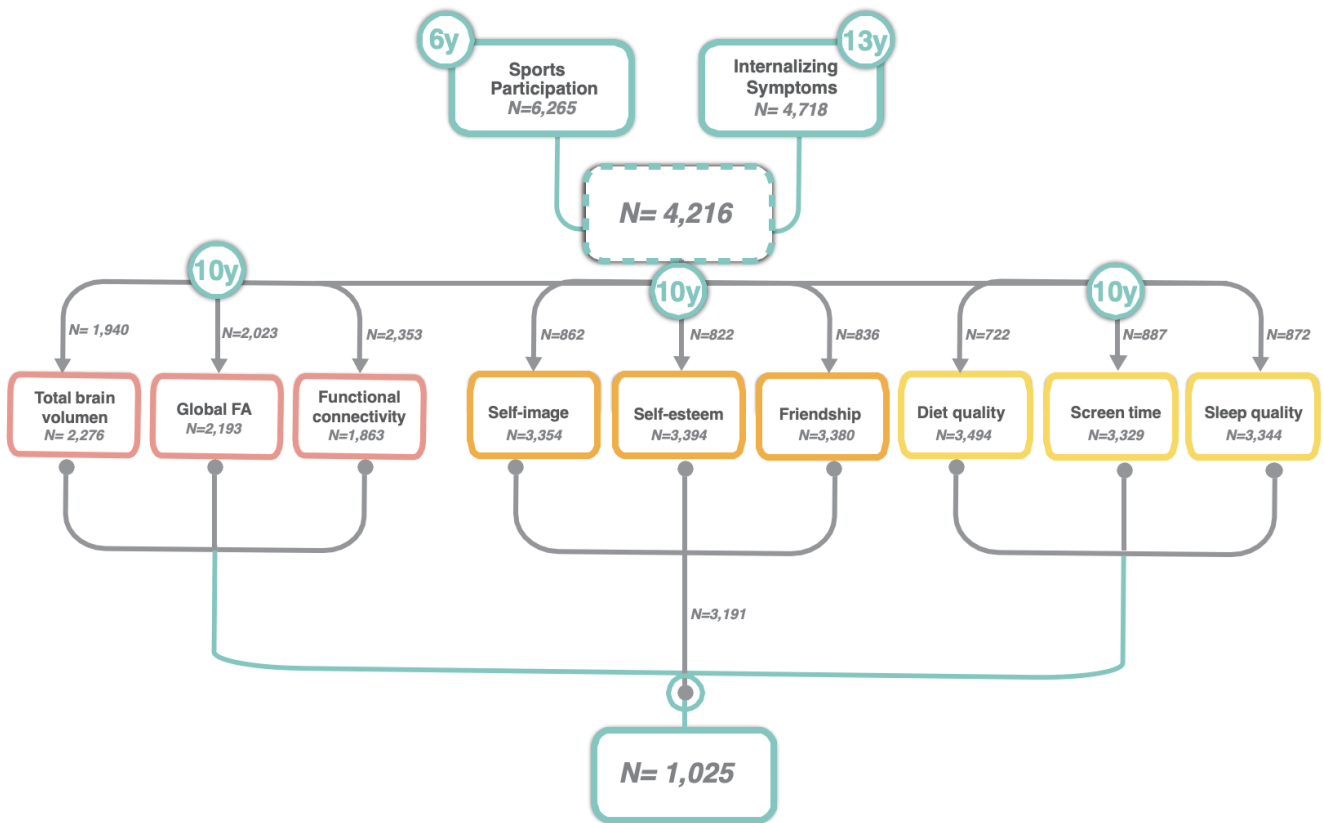 6y
Sports
Participation
N=6,265
13y
Internalizing
Symptoms
N= 4,718
N= 4,216
10y
10y
10y
N= 1,940
N=2,023
N=2,353
N=862
N=822
N=836
N=722
N=887
N=872
Total brain
volumen
N= 2,276
Global FA
N=2,193
Functional
connectivity
N=1,863
Self-image
N=3,354
Self-esteem
N=3,394
Friendship
N=3,380
Diet quality
N=3,494
Screen time
N=3,329
Sleep quality
N=3,344
N=3,191
N= 1,025